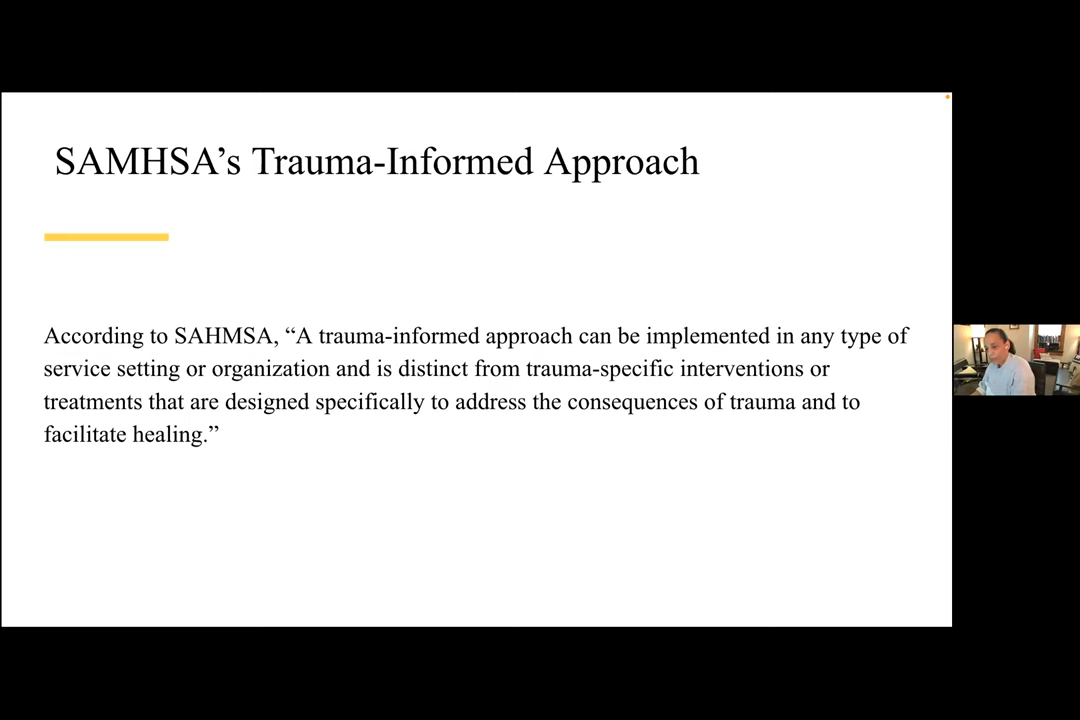 SAMHSA’s Trauma-Informed Approach
According to SAHMSA, “A trauma-informed approach can be implemented in any type of
service setting or organization and is distinct from trauma-specific interventions or
treatments that are designed specifically to address the consequences of trauma and to
facilitate healing.”